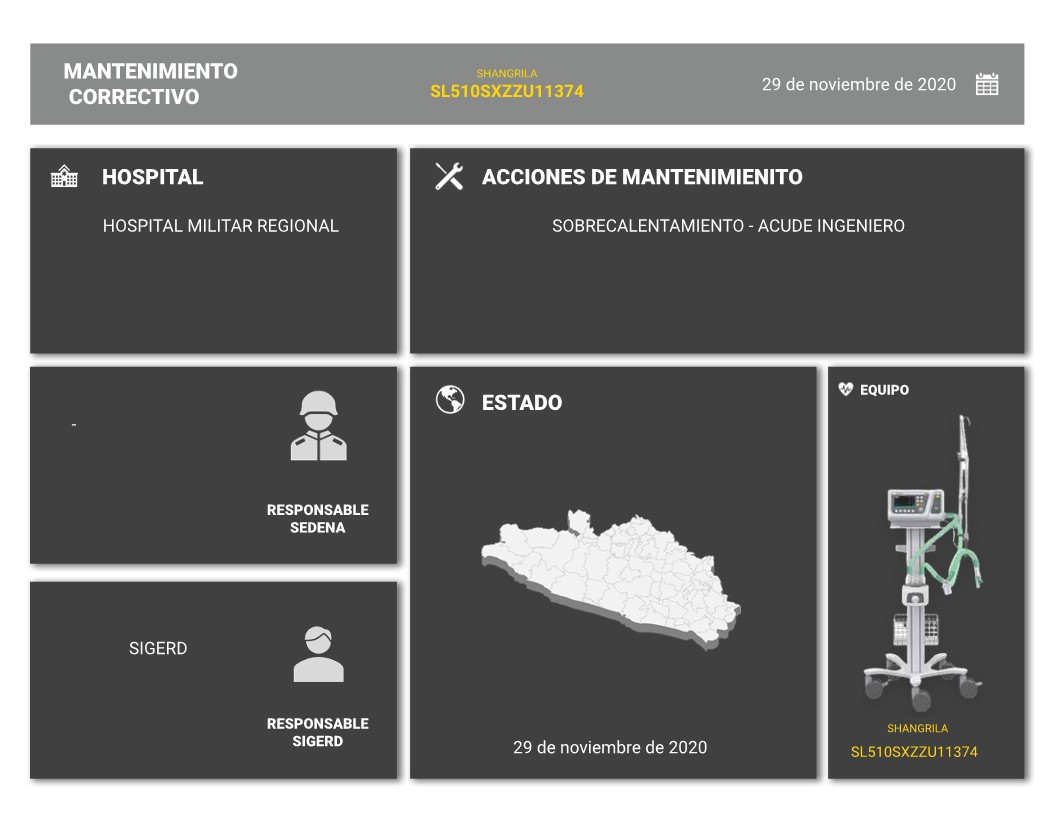 MANTENIMIENTO
CORRECTIVO
SHANGRILA
SL510SXZZU11374
29 de noviembre de 2020
HOSPITAL
HOSPITAL MILITAR REGIONAL
ACCIONES DE MANTENIMIENITO
SOBRECALENTAMIENTO - ACUDE INGENIERO
-
RESPONSABLE
SEDENA
SIGERD
RESPONSABLE
SIGERD
ESTADO
29 de noviembre de 2020
EQUIPO
SHANGRILA
SL510SXZZU11374